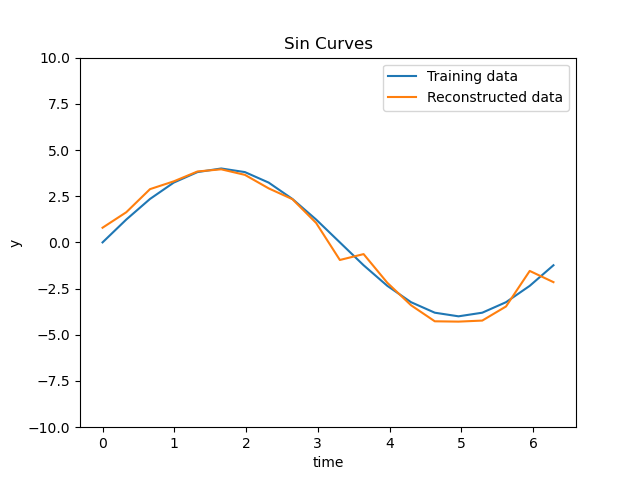 Sin Curves
Training data
Reconstructed data
10.0
7.5
5.0
2.5
0.0
−2.5
−5.0
−7.5
−10.0
y
0 1 2 3 4 5 6
time